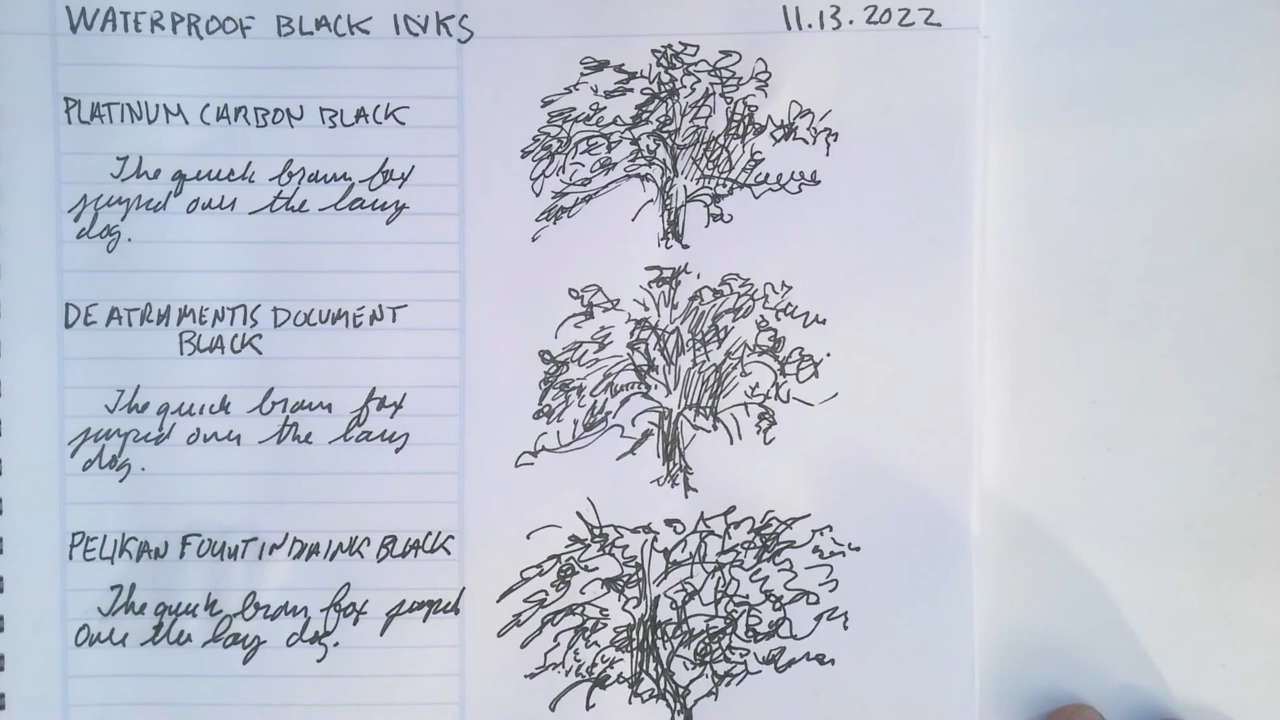 WATERPROOF BLACK INKS
11.13.2022
PLATINUM CARBON BLACK
The quick brown fox
jumped over the lazy
dog.
DE ATRAMENTIS DOCUMENT
BLACK
The quick brown fox
jumped over the lazy
dog.
PELIKAN FOUNT INDIA INK BLACK
The quick brown fox jumped
over the lazy dog.